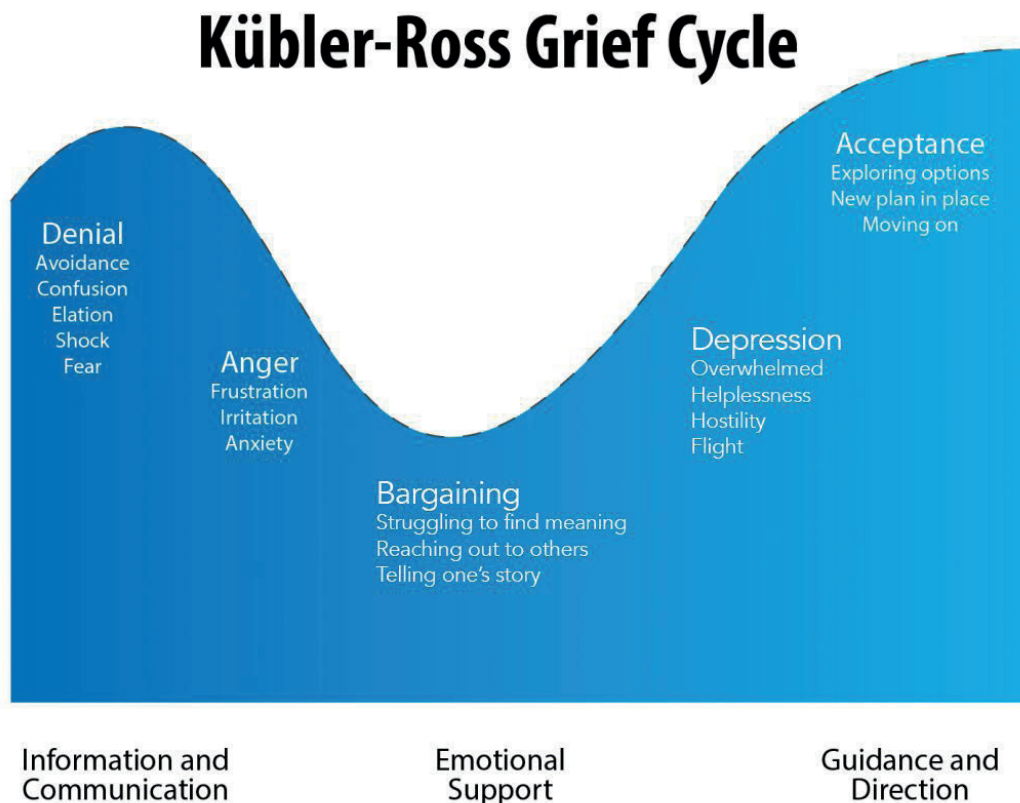 Kübler-Ross Grief Cycle
Denial
Avoidance
Confusion
Elation
Shock
Fear
Anger
Frustration
Irritation
Anxiety
Bargaining
Struggling to find meaning
Reaching out to others
Telling one's story
Depression
Overwhelmed
Helplessness
Hostility
Flight
Acceptance
Exploring options
New plan in place
Moving on
Information and
Communication
Emotional
Support
Guidance and
Direction